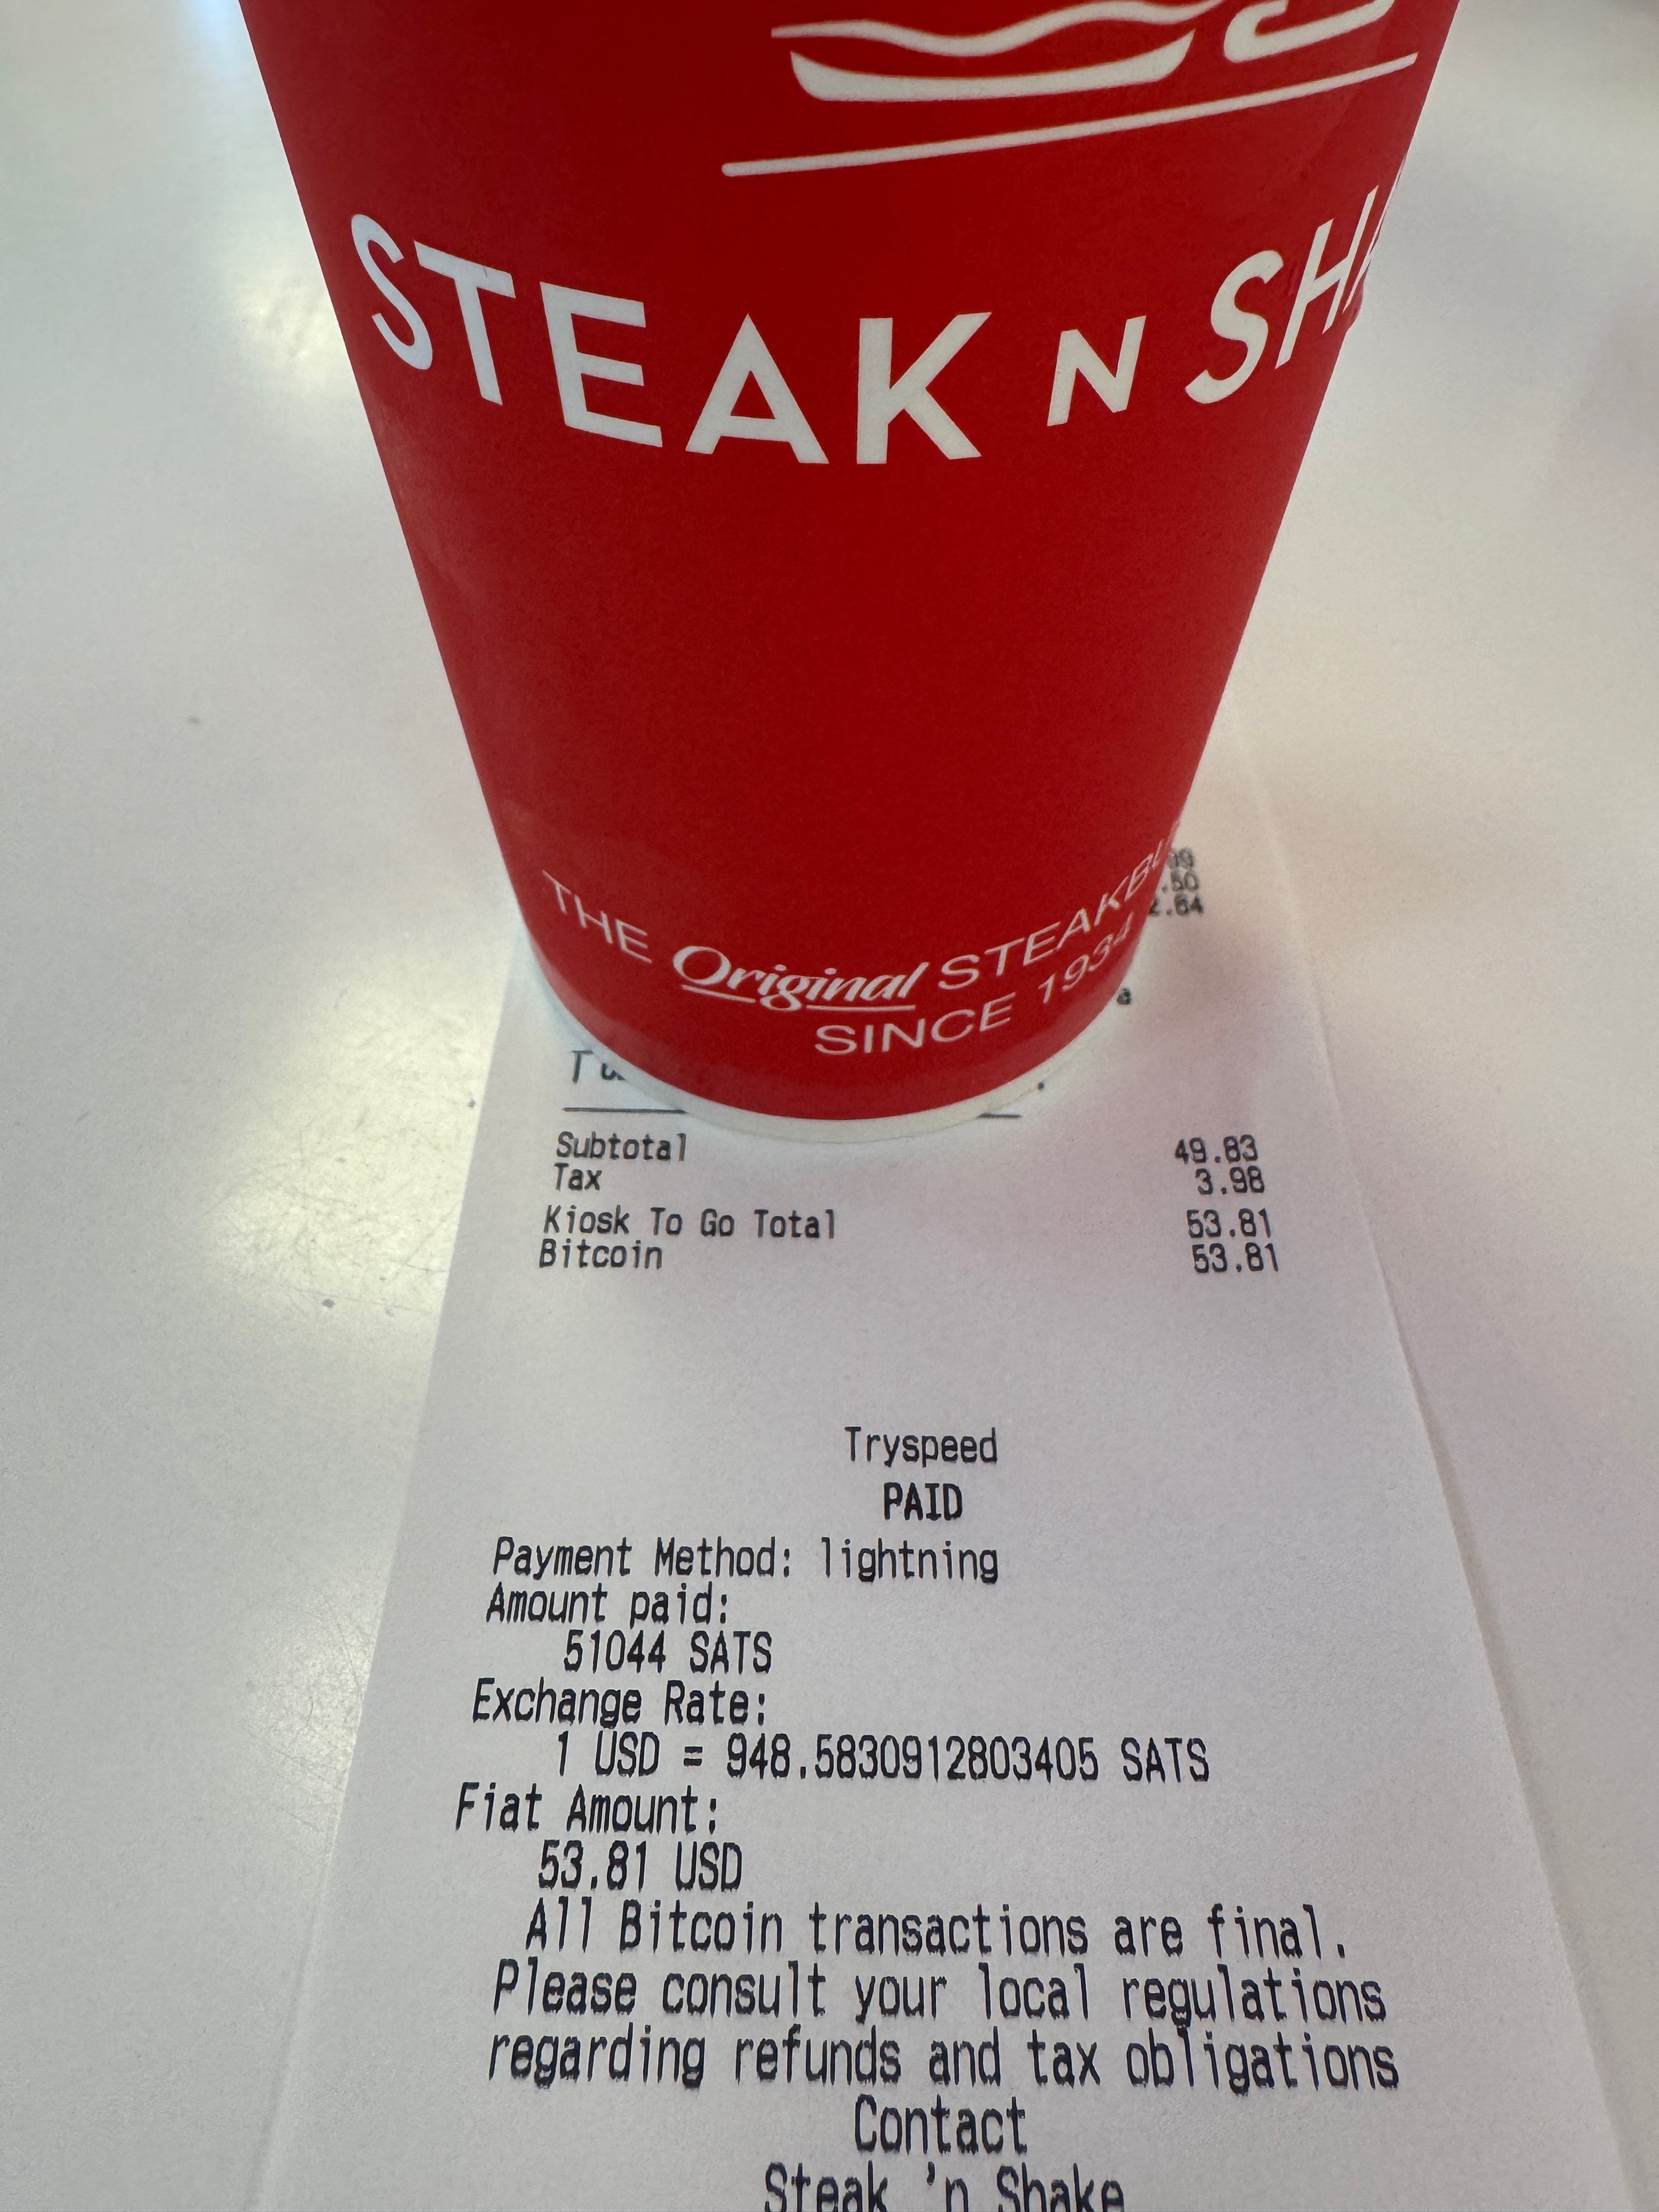 STEAK N
THE Original
SINCE 1934
Subtotal 49.83
Tax 3.98
Kiosk To Go Total 53.81
Bitcoin 53.81
Tryspeed
PAID
Payment Method: lightning
Amount paid:
51044 SATS
Exchange Rate:
1 USD = 948.5830912803405 SATS
Fiat Amount:
53.81 USD
All Bitcoin transactions are final.
Please consult your local regulations
regarding refunds and tax obligations
Contact
Steak 'n Shake